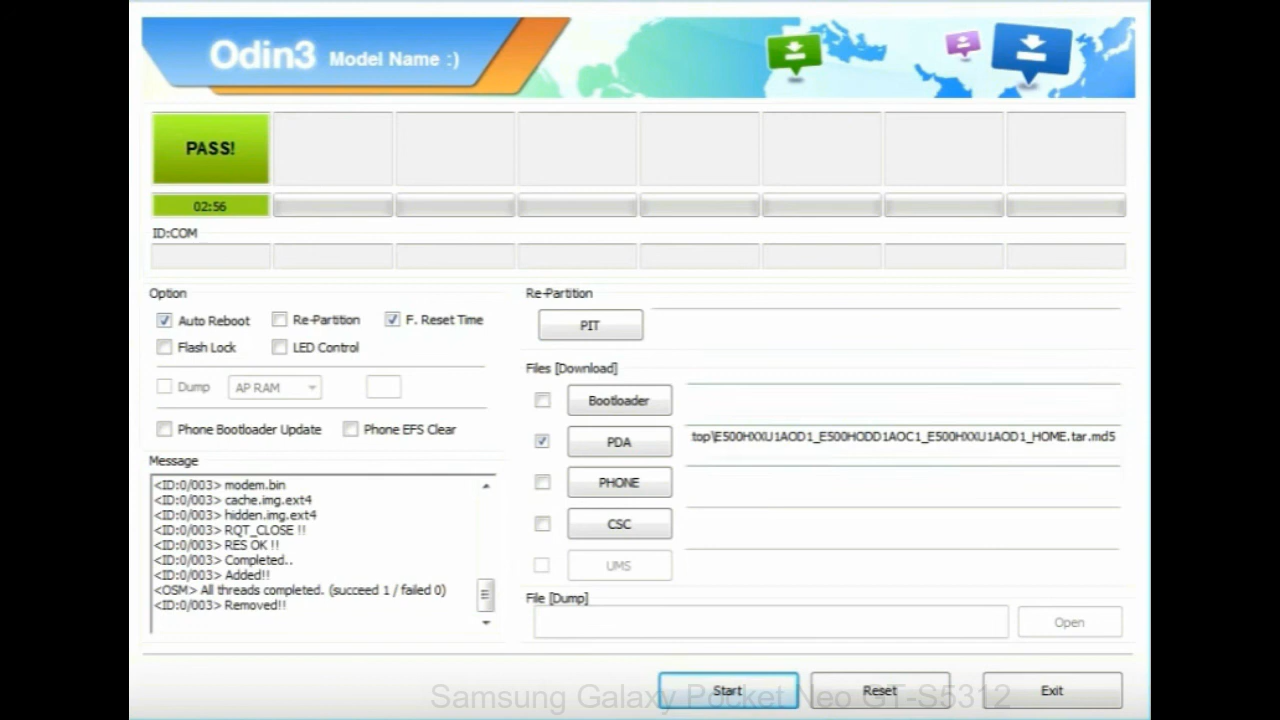 Odin3 Model Name :)
PASS!
02:56
ID:COM
Option
Auto Reboot Re-Partition F. Reset Time
Flash Lock LED Control
Dump AP RAM
Phone Bootloader Update Phone EFS Clear
Message
<ID:0/003> modem.bin
<ID:0/003> cache.img.ext4
<ID:0/003> hidden.img.ext4
<ID:0/003> RQT_CLOSE !!
<ID:0/003> RES OK !!
<ID:0/003> Completed..
<ID:0/003> Added!!
<OSM> All threads completed. (succeed 1 / failed 0)
<ID:0/003> Removed!!
Re-Partition
PIT
Files [Download]
Bootloader
PDA top\E500HXXU1AOD1_E500HODD1AOC1_E500HXXU1AOD1_HOME.tar.md5
PHONE
CSC
UMS
File [Dump]
Open
Start Reset Exit
Samsung Galaxy Pocket Neo GT-S5312